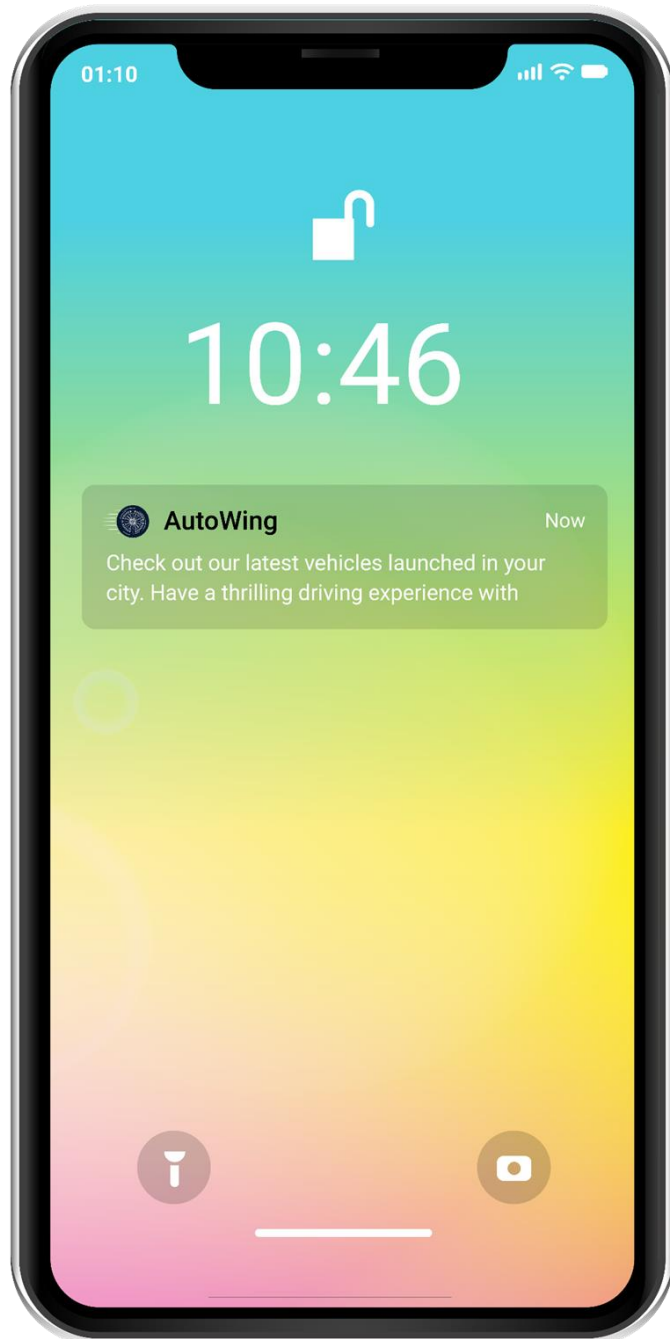 01:10
10:46
AutoWing
Now
Check out our latest vehicles launched in your
city. Have a thrilling driving experience with